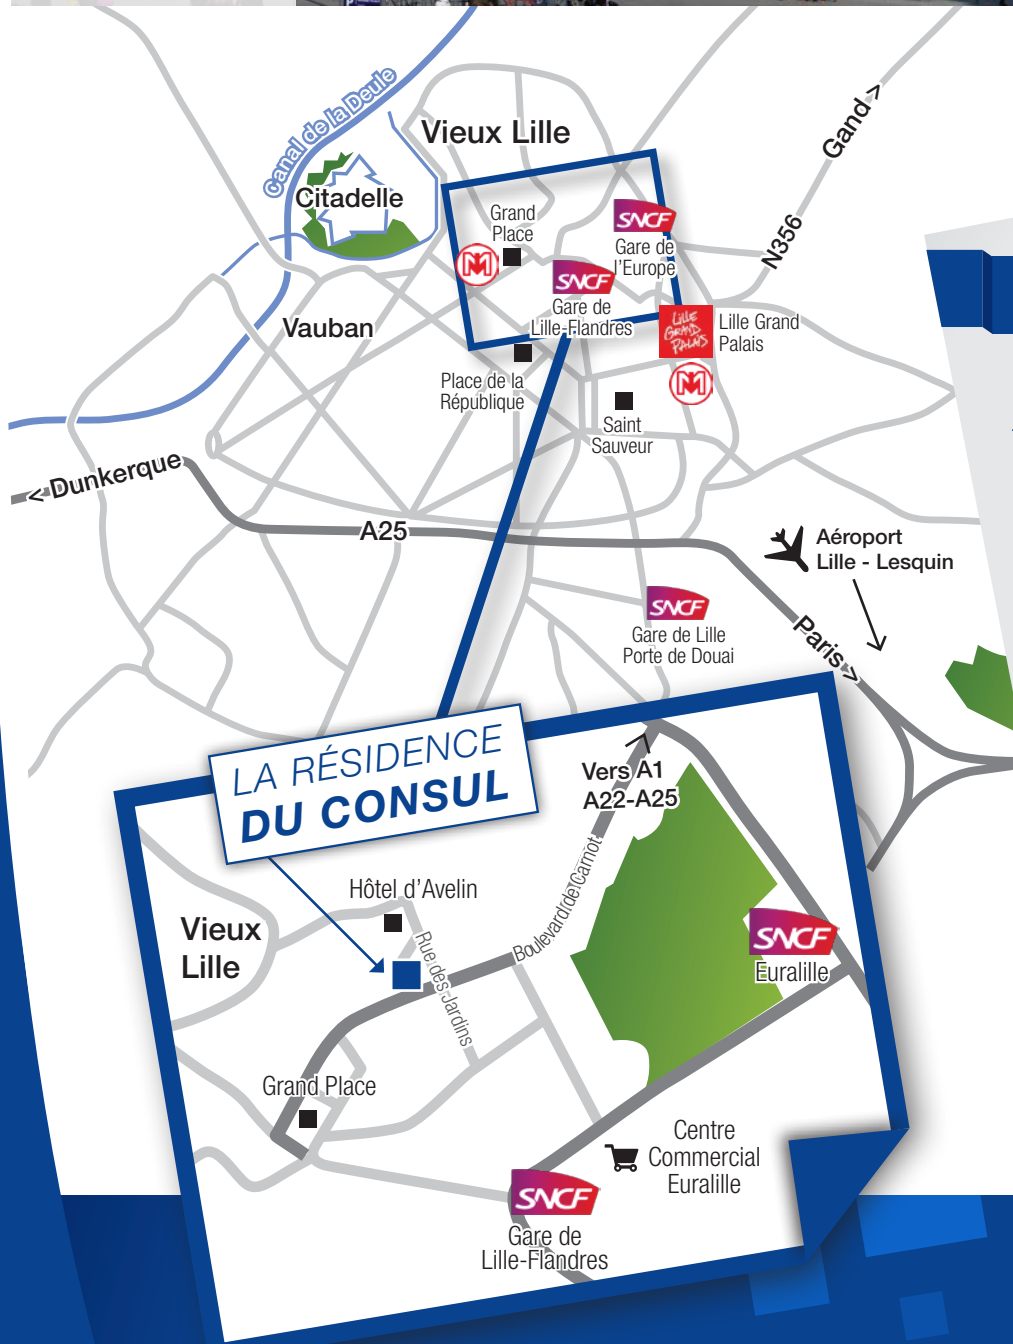 canal de la Deule
Vieux Lille
Gand >
Citadelle
Grand
Place
SNCF
Gare de
l'Europe
N356
M
SNCF
Gare de
Lille-Flandres
Vauban
LiLLE
GRAND
PALAIS
Lille Grand
Palais
M
Place de la
République
Saint
Sauveur
< Dunkerque
A25
Aéroport
Lille - Lesquin
SNCF
Gare de Lille
Porte de Douai
Paris >
LA RÉSIDENCE
DU CONSUL
Vers A1
A22-A25
Boulevard de Carnot
Hôtel d'Avelin
Vieux
Lille
Rue des Jardins
SNCF
Euralille
Grand Place
Centre
Commercial
Euralille
SNCF
Gare de
Lille-Flandres